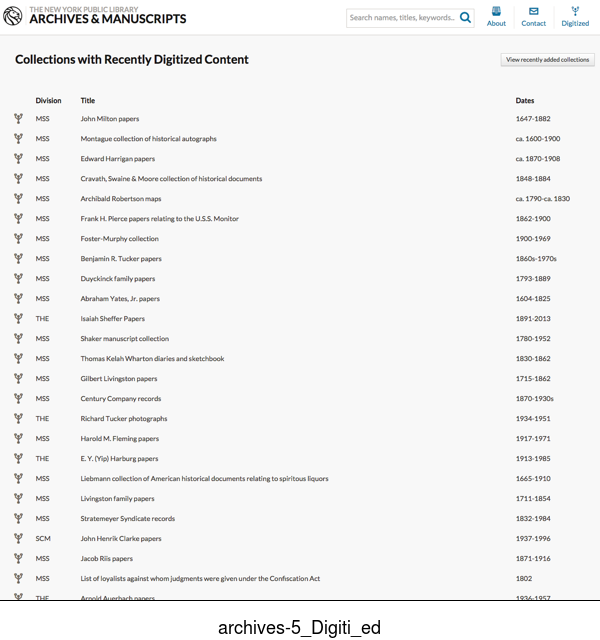 THE NEW YORK PUBLIC LIBRARY
ARCHIVES & MANUSCRIPTS
Search names, titles, keywords..
About
Contact
Digitized
Collections with Recently Digitized Content
View recently added collections
Division Title Dates
MSS John Milton papers 1647-1882
MSS Montague collection of historical autographs ca. 1600-1900
MSS Edward Harrigan papers ca. 1870-1908
MSS Cravath, Swaine & Moore collection of historical documents 1848-1884
MSS Archibald Robertson maps ca. 1790-ca. 1830
MSS Frank H. Pierce papers relating to the U.S.S. Monitor 1862-1900
MSS Foster-Murphy collection 1900-1969
MSS Benjamin R. Tucker papers 1860s-1970s
MSS Duyckinck family papers 1793-1889
MSS Abraham Yates, Jr. papers 1604-1825
THE Isaiah Sheffer Papers 1891-2013
MSS Shaker manuscript collection 1780-1952
MSS Thomas Kelah Wharton diaries and sketchbook 1830-1862
MSS Gilbert Livingston papers 1715-1862
MSS Century Company records 1870-1930s
THE Richard Tucker photographs 1934-1951
MSS Harold M. Fleming papers 1917-1971
THE E. Y. (Yip) Harburg papers 1913-1985
MSS Liebmann collection of American historical documents relating to spiritous liquors 1665-1910
MSS Livingston family papers 1711-1854
MSS Stratemeyer Syndicate records 1832-1984
SCM John Henrik Clarke papers 1937-1996
MSS Jacob Riis papers 1871-1916
MSS List of loyalists against whom judgments were given under the Confiscation Act 1802
THE Arnold Auerbach papers 1936-1957
archives-5_Digiti_ed